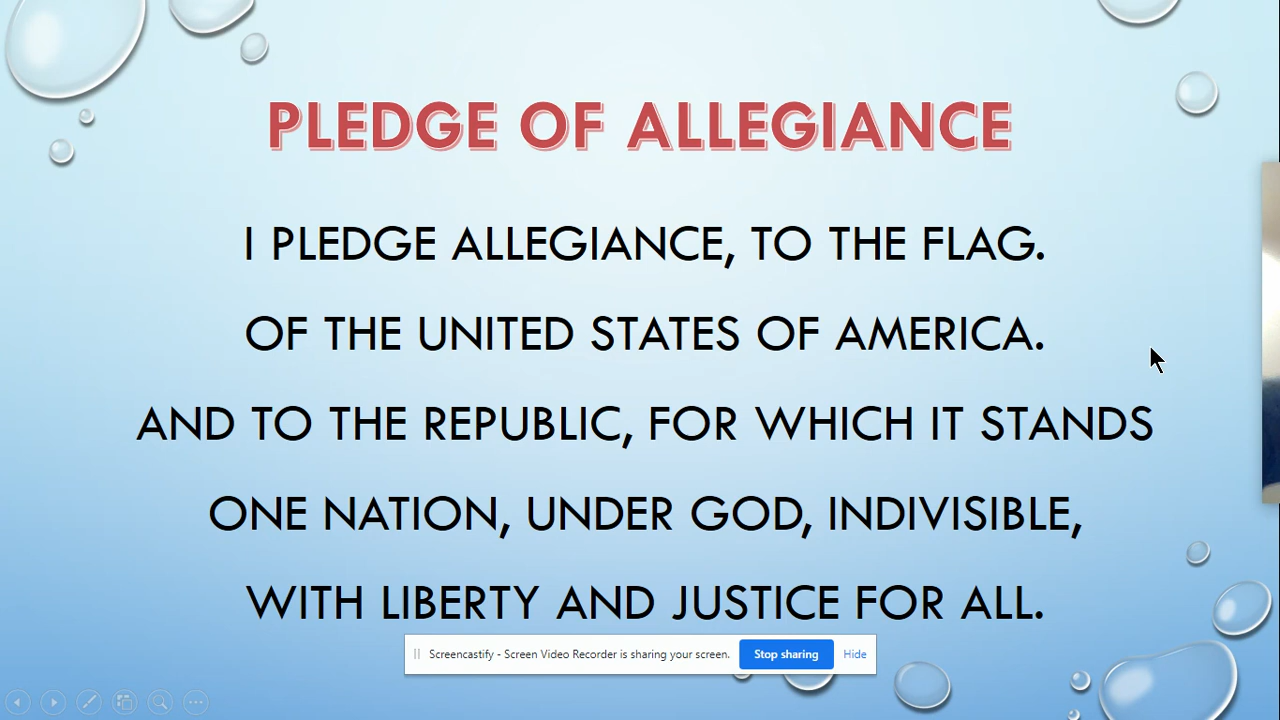 PLEDGE OF ALLEGIANCE
I PLEDGE ALLEGIANCE, TO THE FLAG.
OF THE UNITED STATES OF AMERICA.
AND TO THE REPUBLIC, FOR WHICH IT STANDS
ONE NATION, UNDER GOD, INDIVISIBLE,
WITH LIBERTY AND JUSTICE FOR ALL.
Screencastify - Screen Video Recorder is sharing your screen. Stop sharing Hide